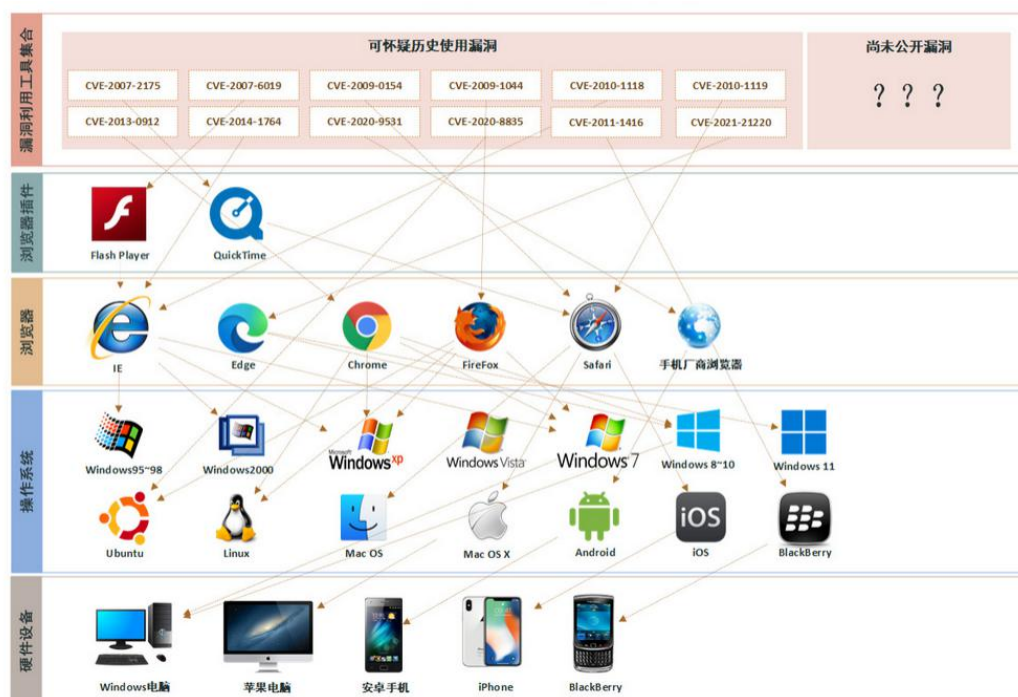 漏洞利用工具集合
可怀疑历史使用漏洞
尚未公开漏洞
CVE-2007-2175
CVE-2007-6019
CVE-2009-0154
CVE-2009-1044
CVE-2010-1118
CVE-2010-1119
? ? ?
CVE-2013-0912
CVE-2014-1764
CVE-2020-9531
CVE-2020-8835
CVE-2011-1416
CVE-2021-21220
浏览器插件
Flash Player
QuickTime
浏览器
IE
Edge
Chrome
FireFox
Safari
手机厂商浏览器
操作系统
Windows95~98
Windows2000
Microsoft
Windows xp
Windows Vista
Windows 7
Windows 8~10
Windows 11
iOS
Ubuntu
Linux
Mac OS
Mac OS X
Android
iOS
BlackBerry
硬件设备
Windows电脑
苹果电脑
安卓手机
iPhone
BlackBerry